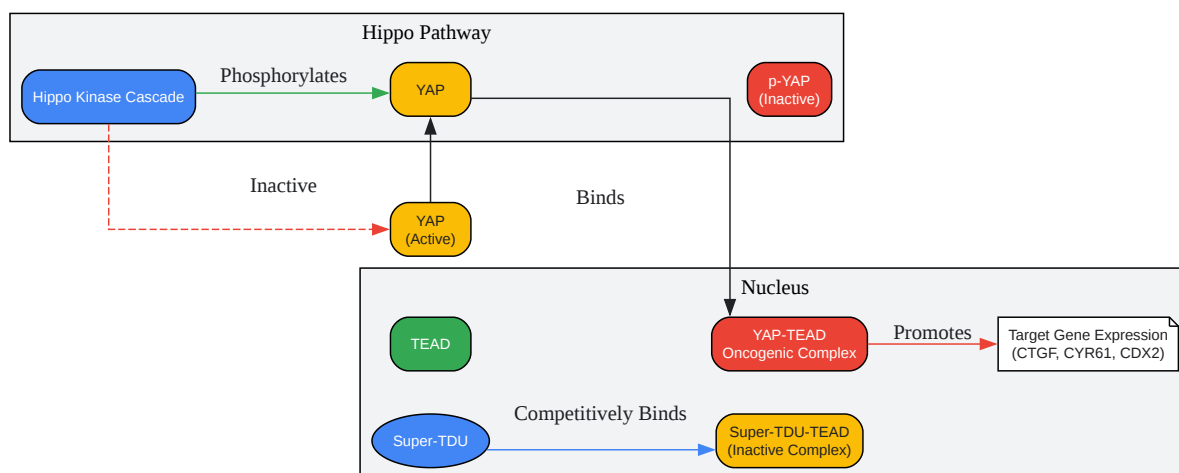 Hippo Pathway
Hippo Kinase Cascade
Phosphorylates
YAP
p-YAP
(Inactive)
Inactive
Binds
YAP
(Active)
Nucleus
TEAD
YAP-TEAD
Oncogenic Complex
Promotes
Target Gene Expression
(CTGF, CYR61, CDX2)
Super-TDU
Competitively Binds
Super-TDU-TEAD
(Inactive Complex)